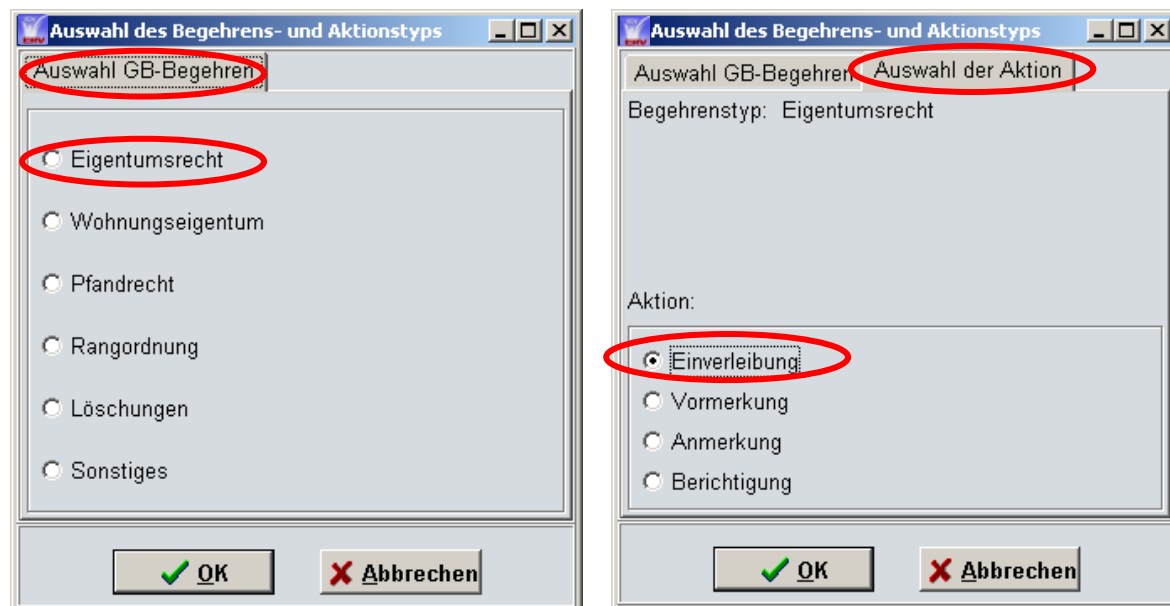 Auswahl des Begehrens- und Aktionstyps
Auswahl GB-Begehren
Eigentumsrecht
Wohnungseigentum
Pfandrecht
Rangordnung
Löschungen
Sonstiges
OK Abbrechen
Auswahl des Begehrens- und Aktionstyps
Auswahl GB-Begehren Auswahl der Aktion
Begehrenstyp: Eigentumsrecht
Aktion:
Einverleibung
Vormerkung
Anmerkung
Berichtigung
OK Abbrechen